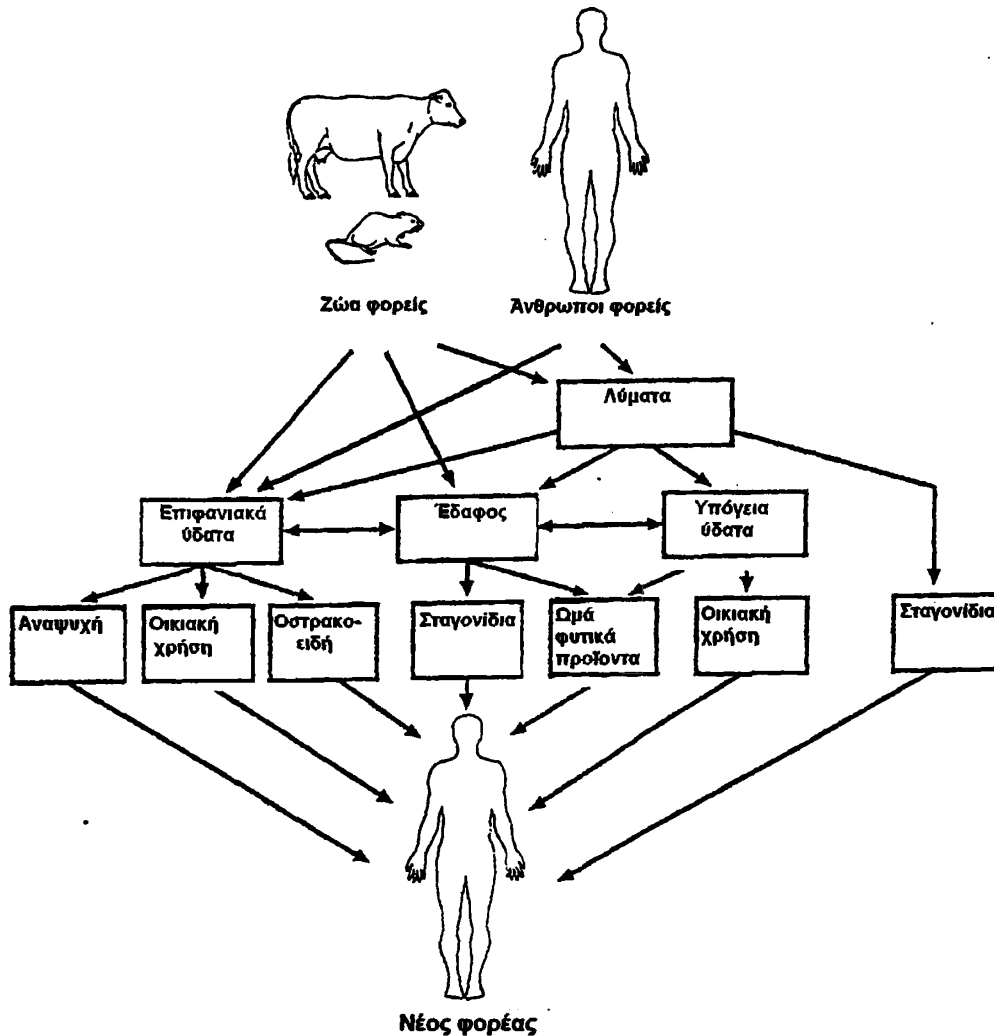 Ζώα φορείς
Άνθρωποι φορείς
Λύματα
Επιφανιακά
ύδατα
Έδαφος
Υπόγεια
ύδατα
Αναψυχή
Οικιακή
χρήση
Οστρακο-
ειδή
Σταγονίδια
Ωμά
φυτικά
προϊοντα
Οικιακή
χρήση
Σταγονίδια
Νέος φορέας